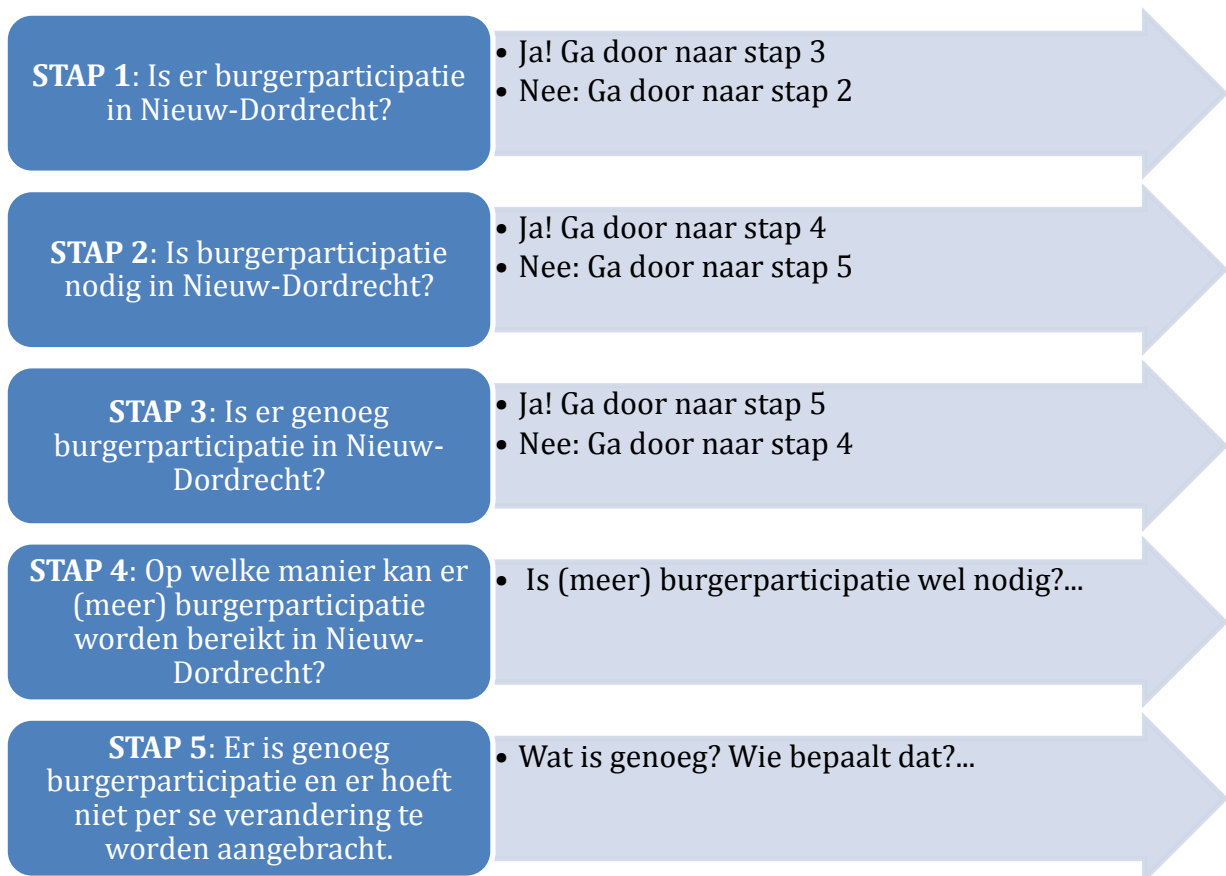 STAP 1: Is er burgerparticipatie
in Nieuw-Dordrecht?
• Ja! Ga door naar stap 3
• Nee: Ga door naar stap 2
STAP 2: Is burgerparticipatie
nodig in Nieuw-Dordrecht?
• Ja! Ga door naar stap 4
• Nee: Ga door naar stap 5
STAP 3: Is er genoeg
burgerparticipatie in Nieuw-
Dordrecht?
• Ja! Ga door naar stap 5
• Nee: Ga door naar stap 4
STAP 4: Op welke manier kan er
(meer) burgerparticipatie
worden bereikt in Nieuw-
Dordrecht?
• Is (meer) burgerparticipatie wel nodig?...
STAP 5: Er is genoeg
burgerparticipatie en er hoeft
niet per se verandering te
worden aangebracht.
• Wat is genoeg? Wie bepaalt dat?...